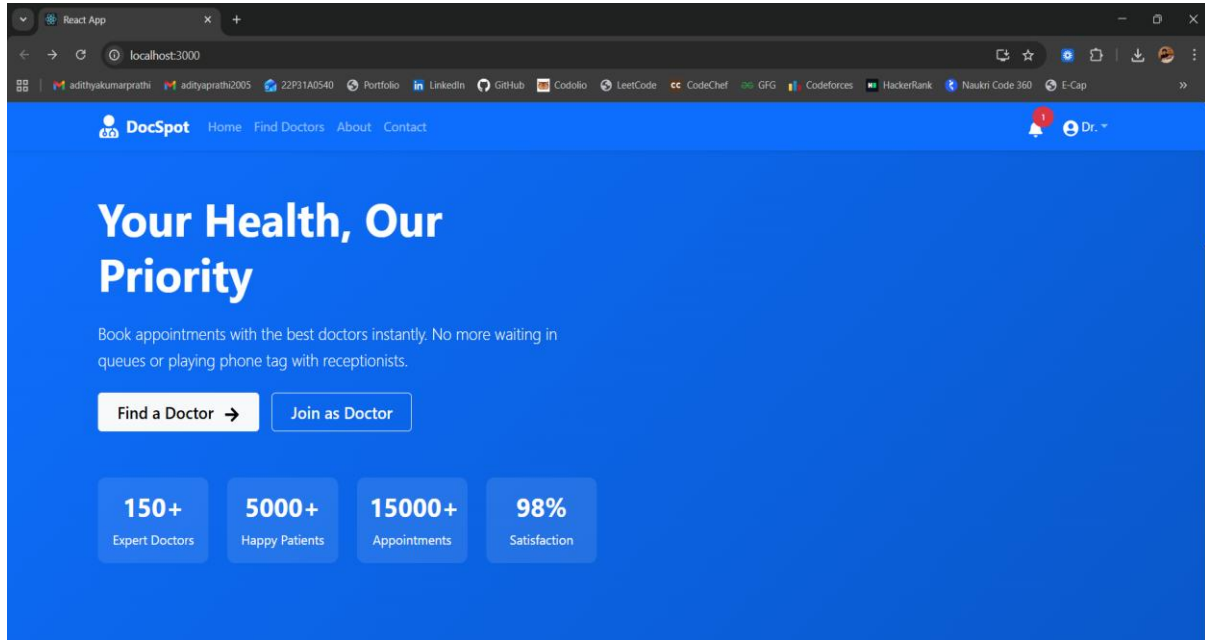 React App
localhost:3000
adithyakumarprathi adityaprathi2005 22P31A0540 Portfolio LinkedIn GitHub Codolio LeetCode CodeChef GFG Codeforces HackerRank Naukri Code 360 E-Cap
DocSpot Home Find Doctors About Contact 1 Dr.
Your Health, Our
Priority
Book appointments with the best doctors instantly. No more waiting in
queues or playing phone tag with receptionists.
Find a Doctor → Join as Doctor
150+ 5000+ 15000+ 98%
Expert Doctors Happy Patients Appointments Satisfaction